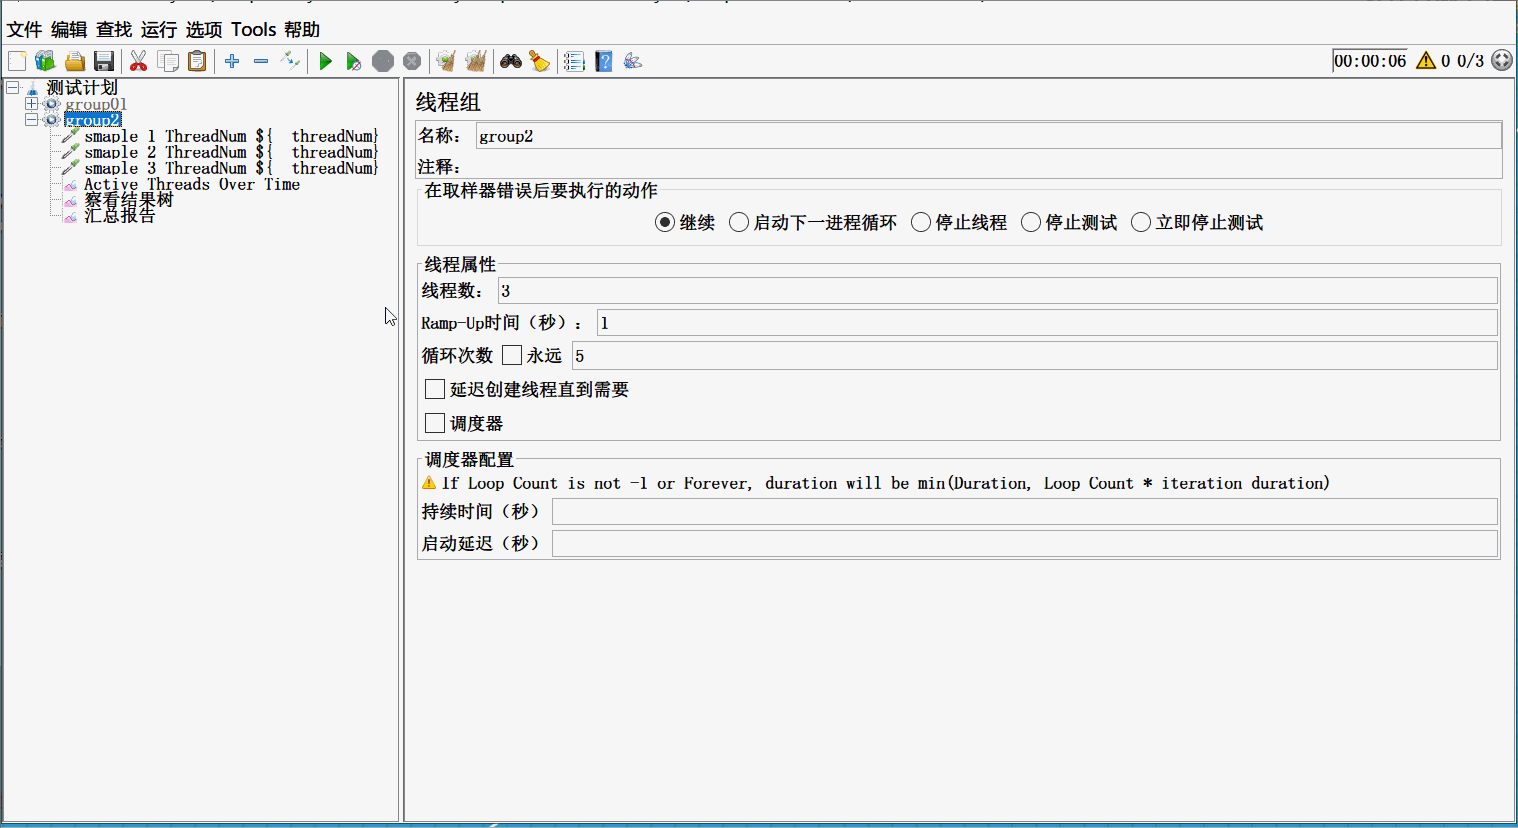 文件 编辑 查找 运行 选项 Tools 帮助
00:00:06 0 0/3
测试计划
group01
group2
smaple 1 ThreadNum ${__threadNum}
smaple 2 ThreadNum ${__threadNum}
smaple 3 ThreadNum ${__threadNum}
Active Threads Over Time
察看结果树
汇总报告
线程组
名称： group2
注释：
在取样器错误后要执行的动作
继续 启动下一进程循环 停止线程 停止测试 立即停止测试
线程属性
线程数： 3
Ramp-Up时间（秒）： 1
循环次数 永远 5
延迟创建线程直到需要
调度器
调度器配置
If Loop Count is not -1 or Forever, duration will be min(Duration, Loop Count * iteration duration)
持续时间（秒）
启动延迟（秒）